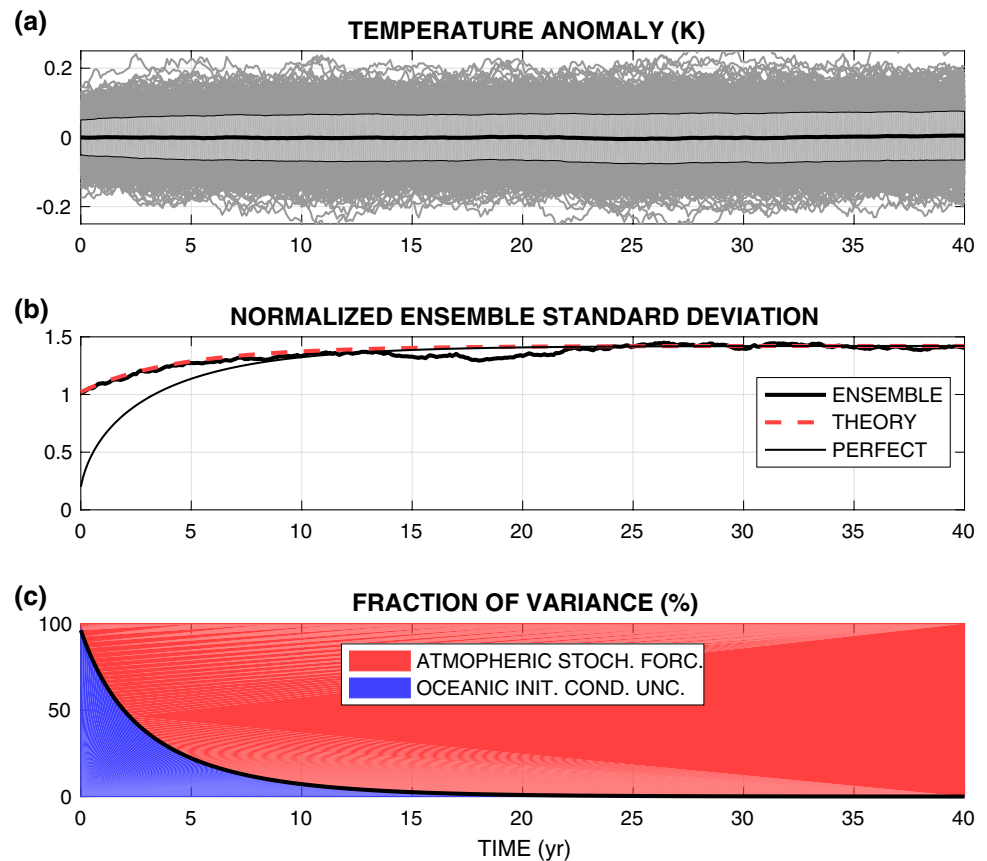 (a)
TEMPERATURE ANOMALY (K)
0.2
0
-0.2
0 5 10 15 20 25 30 35 40
(b)
NORMALIZED ENSEMBLE STANDARD DEVIATION
1.5
1
0.5
0
ENSEMBLE
THEORY
PERFECT
0 5 10 15 20 25 30 35 40
(c)
FRACTION OF VARIANCE (%)
100
50
0
ATMOPHERIC STOCH. FORC.
OCEANIC INIT. COND. UNC.
0 5 10 15 20 25 30 35 40
TIME (yr)